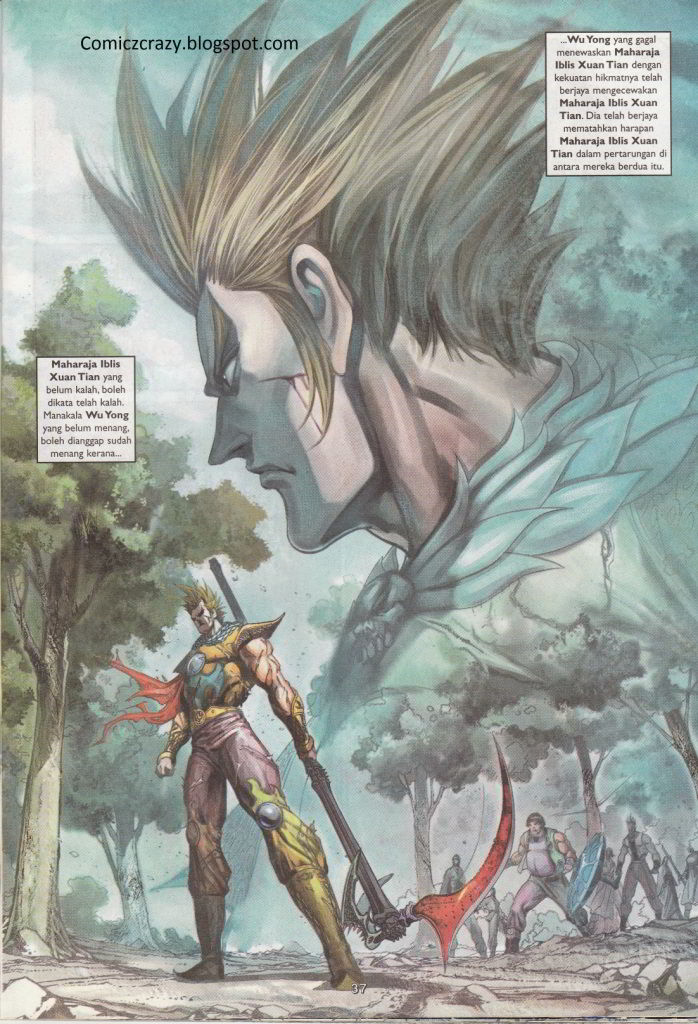 Comiczcrazy.blogspot.com
...Wu Yong yang gagal
menewaskan Maharaja
Iblis Xuan Tian dengan
kekuatan hikmatnya telah
berjaya mengecewakan
Maharaja Iblis Xuan
Tian. Dia telah berjaya
mematahkan harapan
Maharaja Iblis Xuan
Tian dalam pertarungan di
antara mereka berdua itu.
Maharaja Iblis
Xuan Tian yang
belum kalah, boleh
dikata telah kalah.
Manakala Wu Yong
yang belum menang,
boleh dianggap sudah
menang kerana...
37